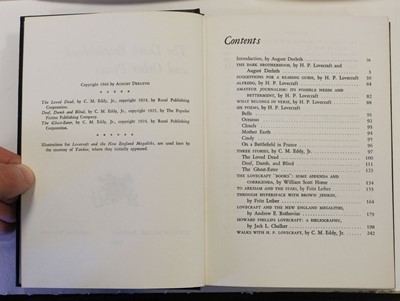 Copyright 1966 by August Derleth
The Loved Dead, by C. M. Eddy, Jr., copyright 1924, by Rural Publishing
Corporation.
Deaf, Dumb, and Blind, by C. M. Eddy, Jr., copyright 1925, by The Popular
Fiction Publishing Company.
The Ghost-Eater, by C. M. Eddy, Jr., copyright 1924, by Rural Publishing
Corporation.
Illustrations for Lovecraft and the New England Megaliths, are used here by
the courtesy of Yankee, where they initially appeared.
Contents
Introduction, by August Derleth ix
THE DARK BROTHERHOOD, by H. P. Lovecraft and
August Derleth 3
SUGGESTIONS FOR A READING GUIDE, by H. P. Lovecraft 30
ALFREDO, by H. P. Lovecraft 64
AMATEUR JOURNALISM: ITS POSSIBLE NEEDS AND
BETTERMENT, by H. P. Lovecraft 82
WHAT BELONGS IN VERSE, by H. P. Lovecraft 88
SIX POEMS, by H. P. Lovecraft
Bells 91
Oceanus 92
Clouds 93
Mother Earth 94
Cindy 95
On a Battlefield in France 96
THREE STORIES, by C. M. Eddy, Jr. 97
The Loved Dead 100
Deaf, Dumb, and Blind 111
The Ghost-Eater 123
THE LOVECRAFT "BOOKS": SOME ADDENDA AND
CORRIGENDA, by William Scott Home 134
TO ARKHAM AND THE STARS, by Fritz Leiber 153
THROUGH HYPERSPACE WITH BROWN JENKIN,
by Fritz Leiber 164
LOVECRAFT AND THE NEW ENGLAND MEGALITHS,
by Andrew E. Rothovius 179
HOWARD PHILLIPS LOVECRAFT: A BIBLIOGRAPHY,
by Jack L. Chalker 198
WALKS WITH H. P. LOVECRAFT, by C. M. Eddy, Jr. 242